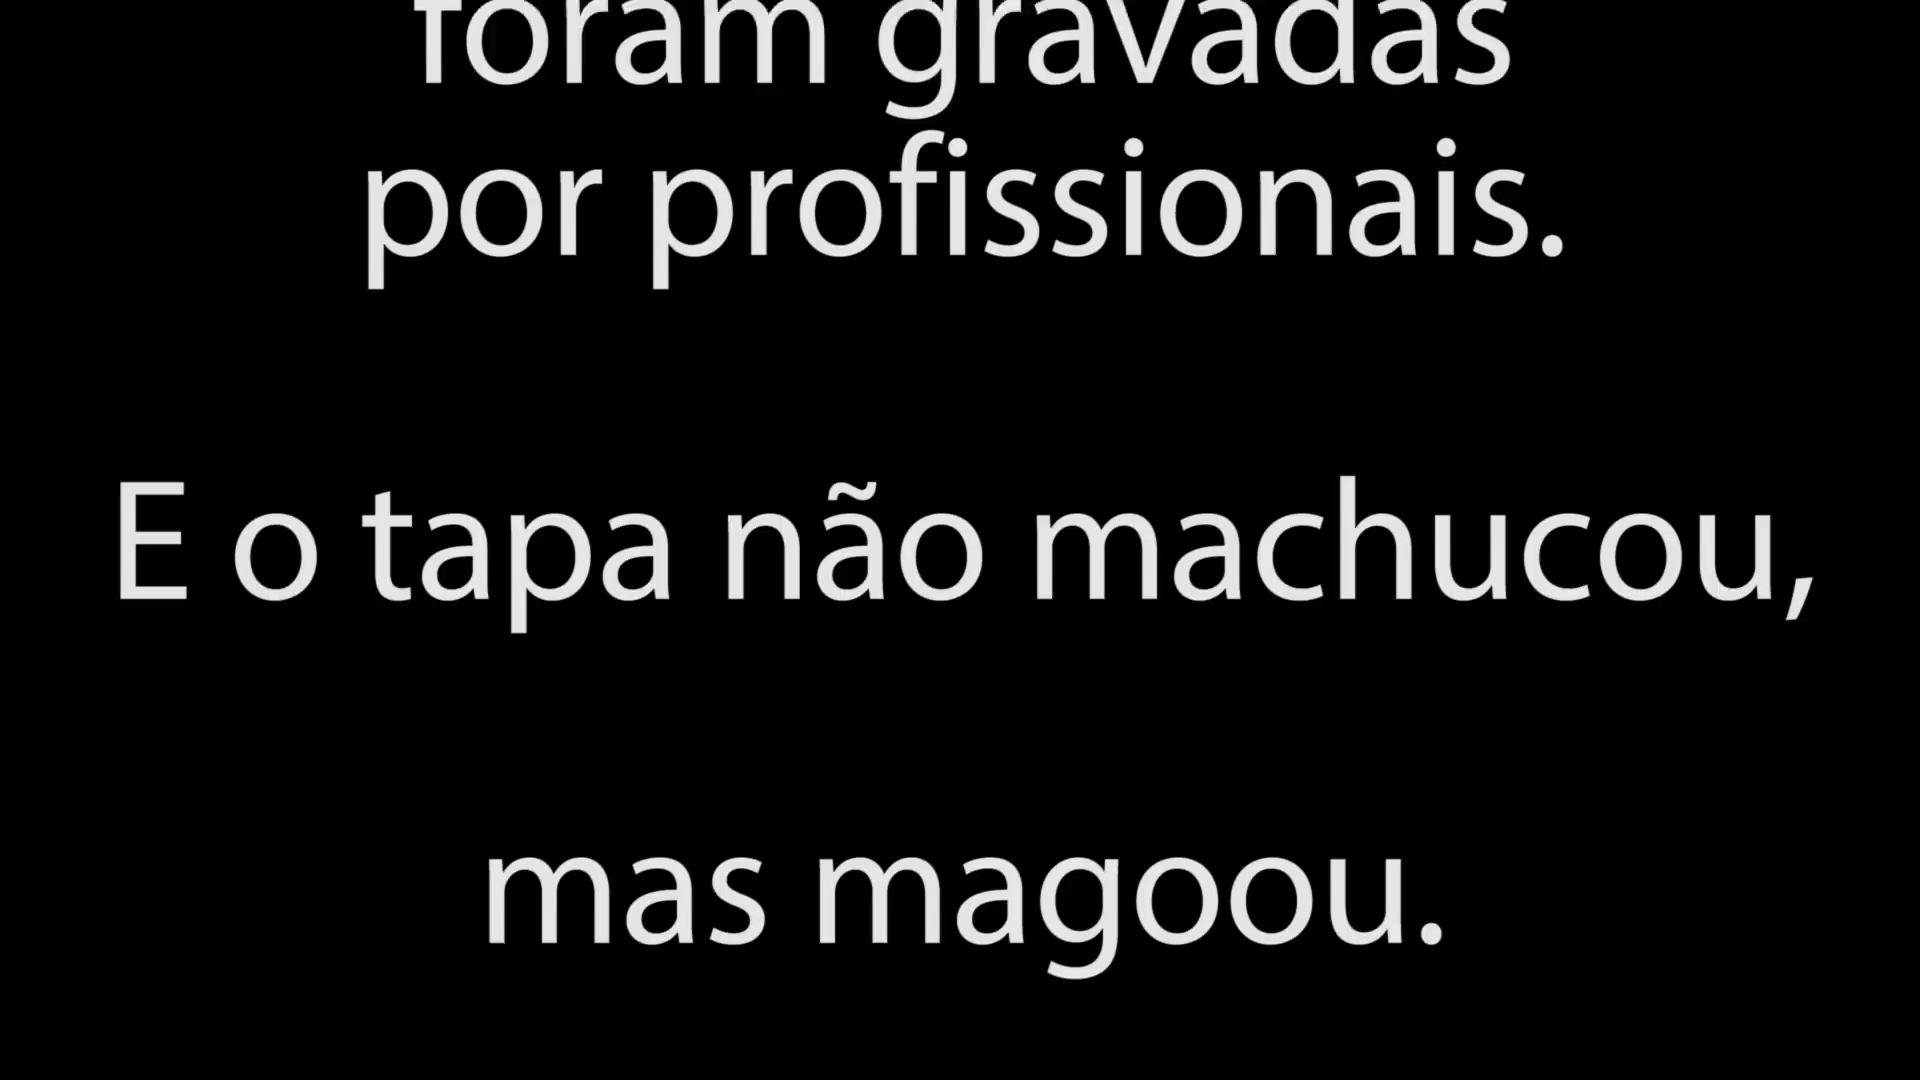 foram gravadas
por profissionais.
E o tapa não machucou,
mas magoou.